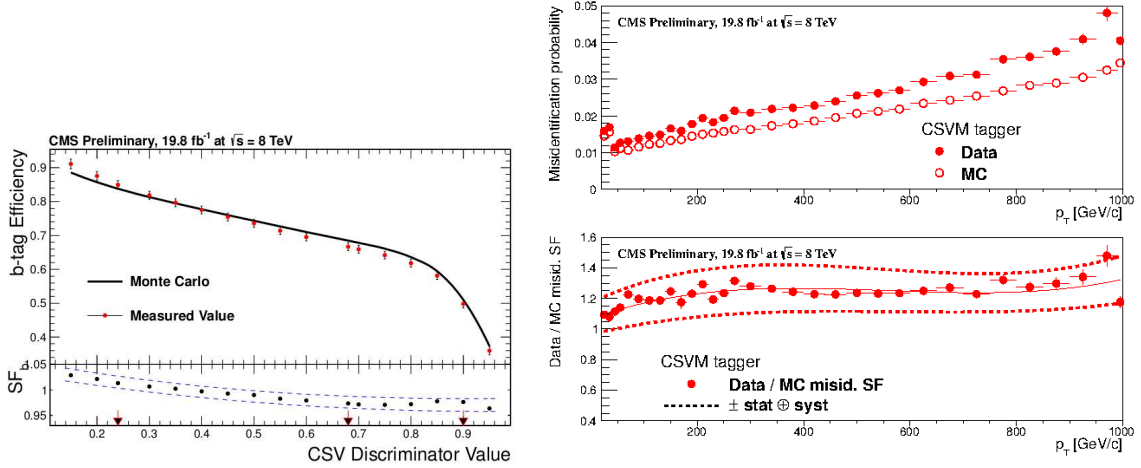 CMS Preliminary, 19.8 fb⁻¹ at √s = 8 TeV
b-tag Efficiency
0.9
0.8
0.7
0.6
0.5
0.4
Monte Carlo
Measured Value
SF
1.05
1
0.95
0.2 0.3 0.4 0.5 0.6 0.7 0.8 0.9
CSV Discriminator Value
CMS Preliminary, 19.8 fb⁻¹ at √s = 8 TeV
Misidentification probability
0.05
0.04
0.03
0.02
0.01
0
CSVM tagger
Data
MC
0 200 400 600 800 1000
p_T [GeV/c]
CMS Preliminary, 19.8 fb⁻¹ at √s = 8 TeV
Data / MC misid. SF
1.6
1.4
1.2
1
0.8
0.6
0.4
CSVM tagger
Data / MC misid. SF
± stat ⊕ syst
0 200 400 600 800 1000
p_T [GeV/c]